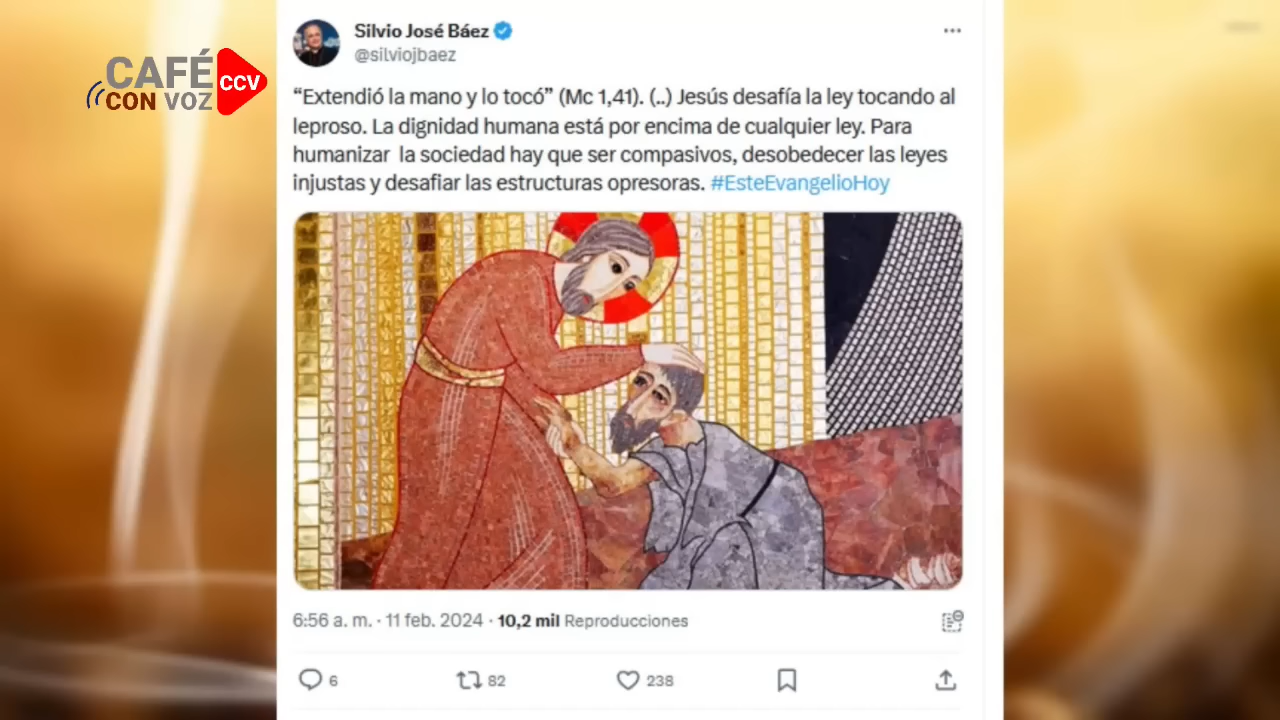 CAFÉ
CON VOZ
CCV
Silvio José Báez
@silviojbaez
“Extendió la mano y lo tocó” (Mc 1,41). (..) Jesús desafía la ley tocando al
leproso. La dignidad humana está por encima de cualquier ley. Para
humanizar la sociedad hay que ser compasivos, desobedecer las leyes
injustas y desafiar las estructuras opresoras. #EsteEvangelioHoy
6:56 a. m. · 11 feb. 2024 · 10,2 mil Reproducciones
6 82 238